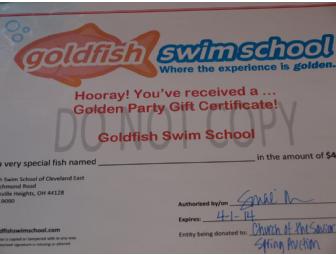 goldfish swim school
Where the experience is golden.
Hooray! You've received a ...
Golden Party Gift Certificate!
DO NOT COPY
Goldfish Swim School
very special fish named in the amount of $4
Swim School of Cleveland East
Richmond Road
Heights, OH 44128
9090
Authorized by/on
Expires: 4-1-14
Entity being donated to: Church of the Saviour
Spring Auction
dfishswimschool.com